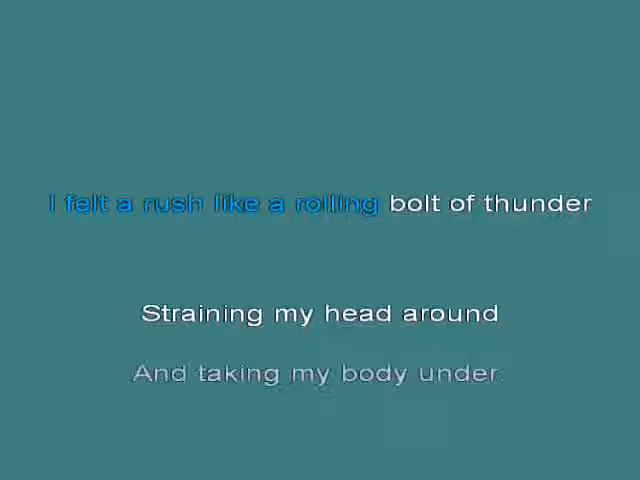 I felt a rush like a rolling bolt of thunder
Straining my head around
And taking my body under